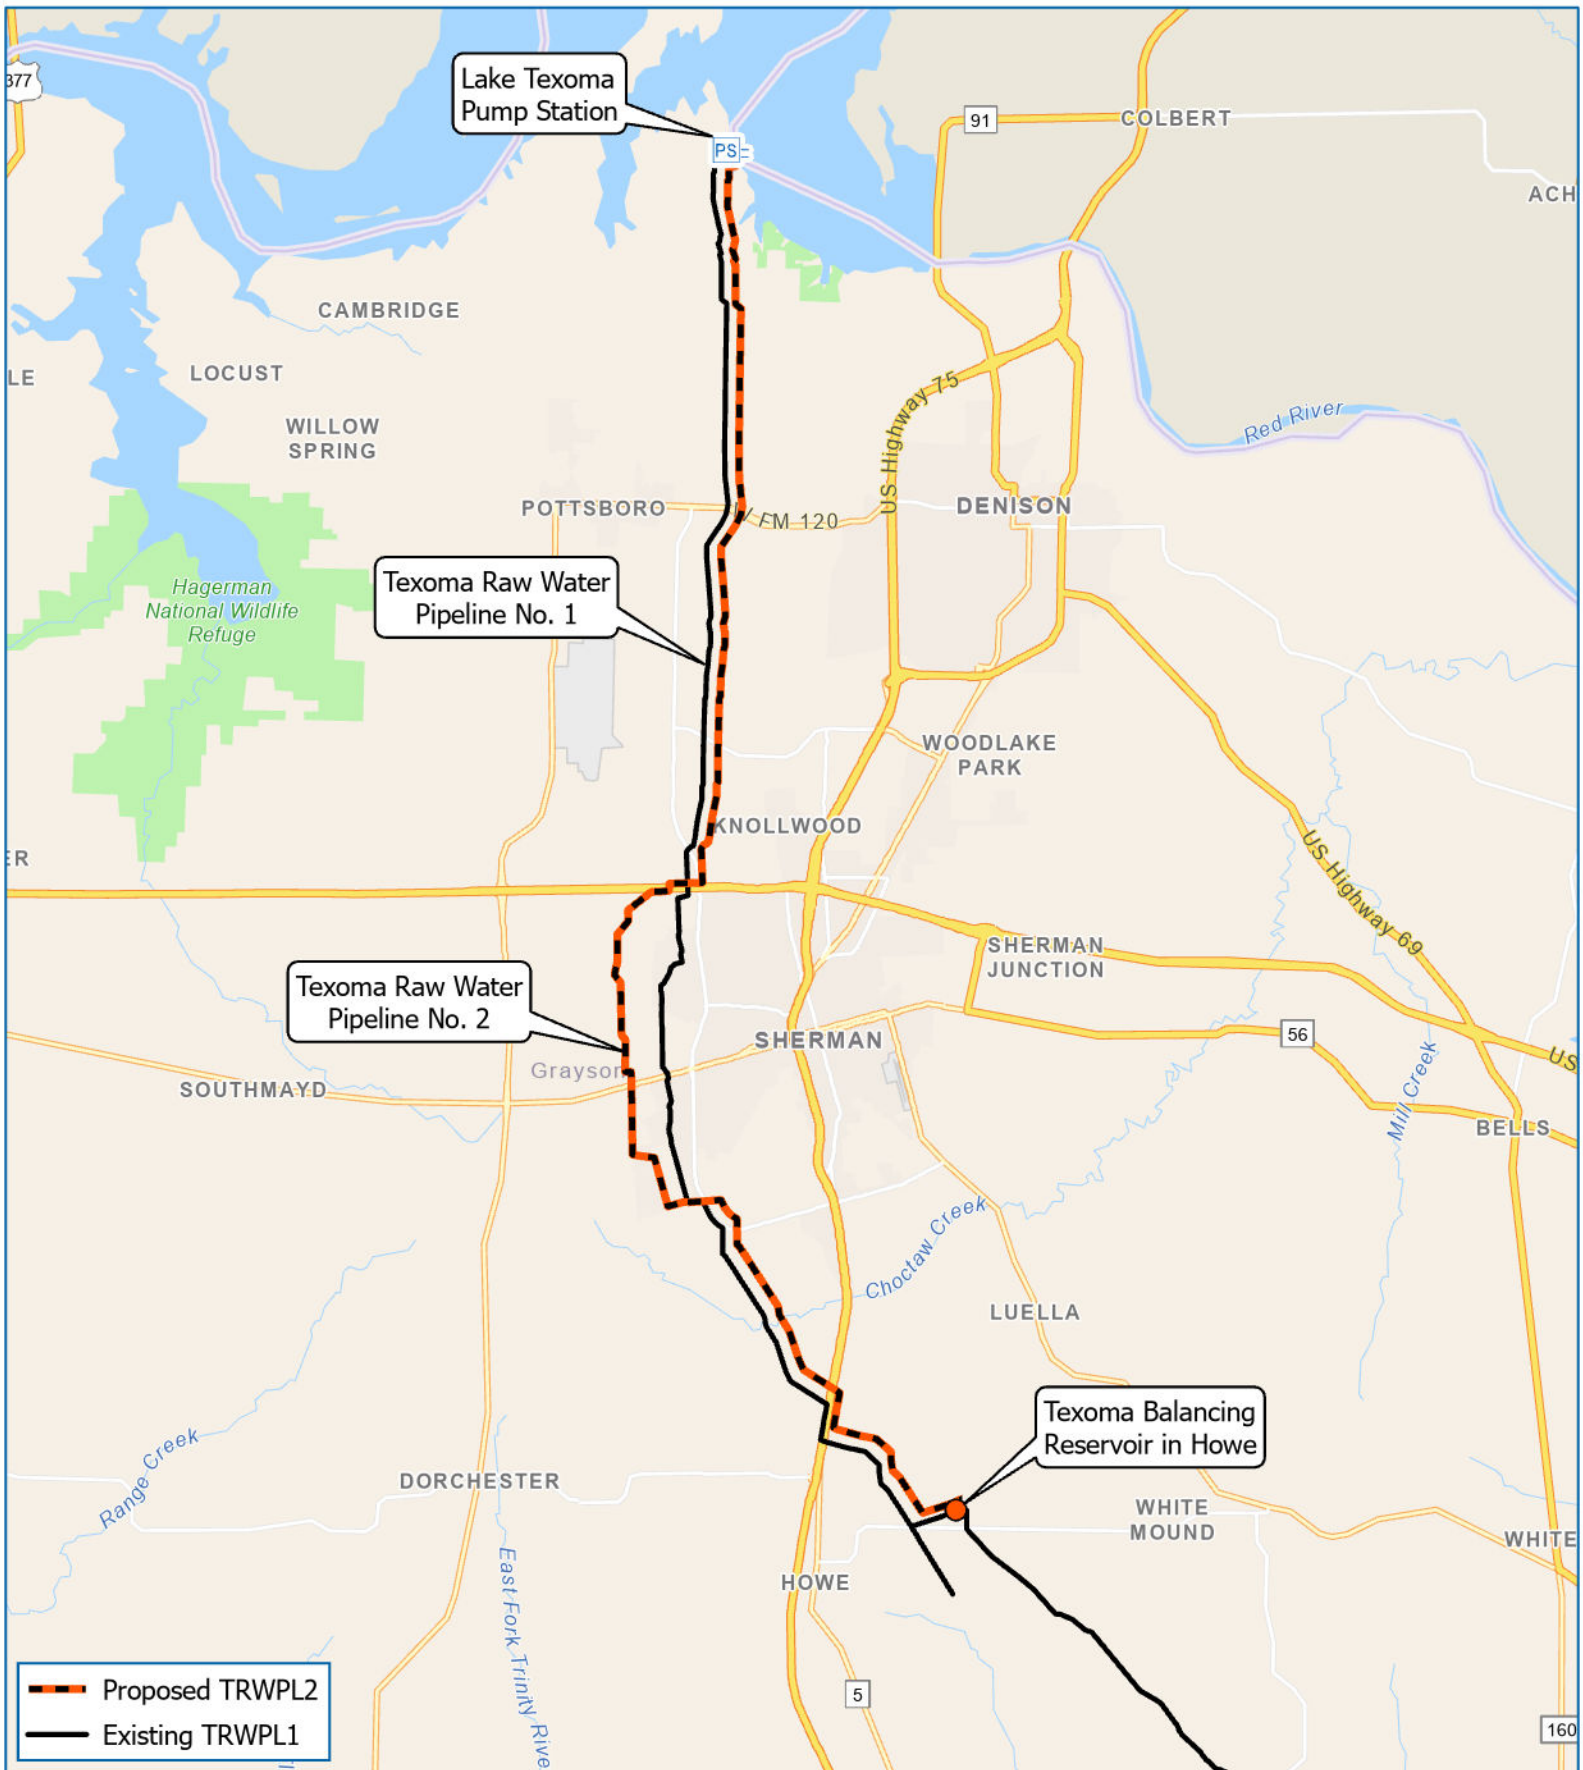 377
Lake Texoma
Pump Station
PS
91
COLBERT
ACH
CAMBRIDGE
LE
LOCUST
US Highway 75
Red River
WILLOW
SPRING
POTTSBORO
W FM 120
DENISON
Hagerman
National Wildlife
Refuge
Texoma Raw Water
Pipeline No. 1
WOODLAKE
PARK
KNOLLWOOD
ER
US Highway 69
SHERMAN
JUNCTION
Texoma Raw Water
Pipeline No. 2
SHERMAN
56
US
Grayson
SOUTHMAYD
Mill Creek
BELLS
Choctaw Creek
LUELLA
Texoma Balancing
Reservoir in Howe
Range Creek
DORCHESTER
WHITE
MOUND
WHITE
HOWE
East Fork Trinity Rive
5
160
Proposed TRWPL2
Existing TRWPL1